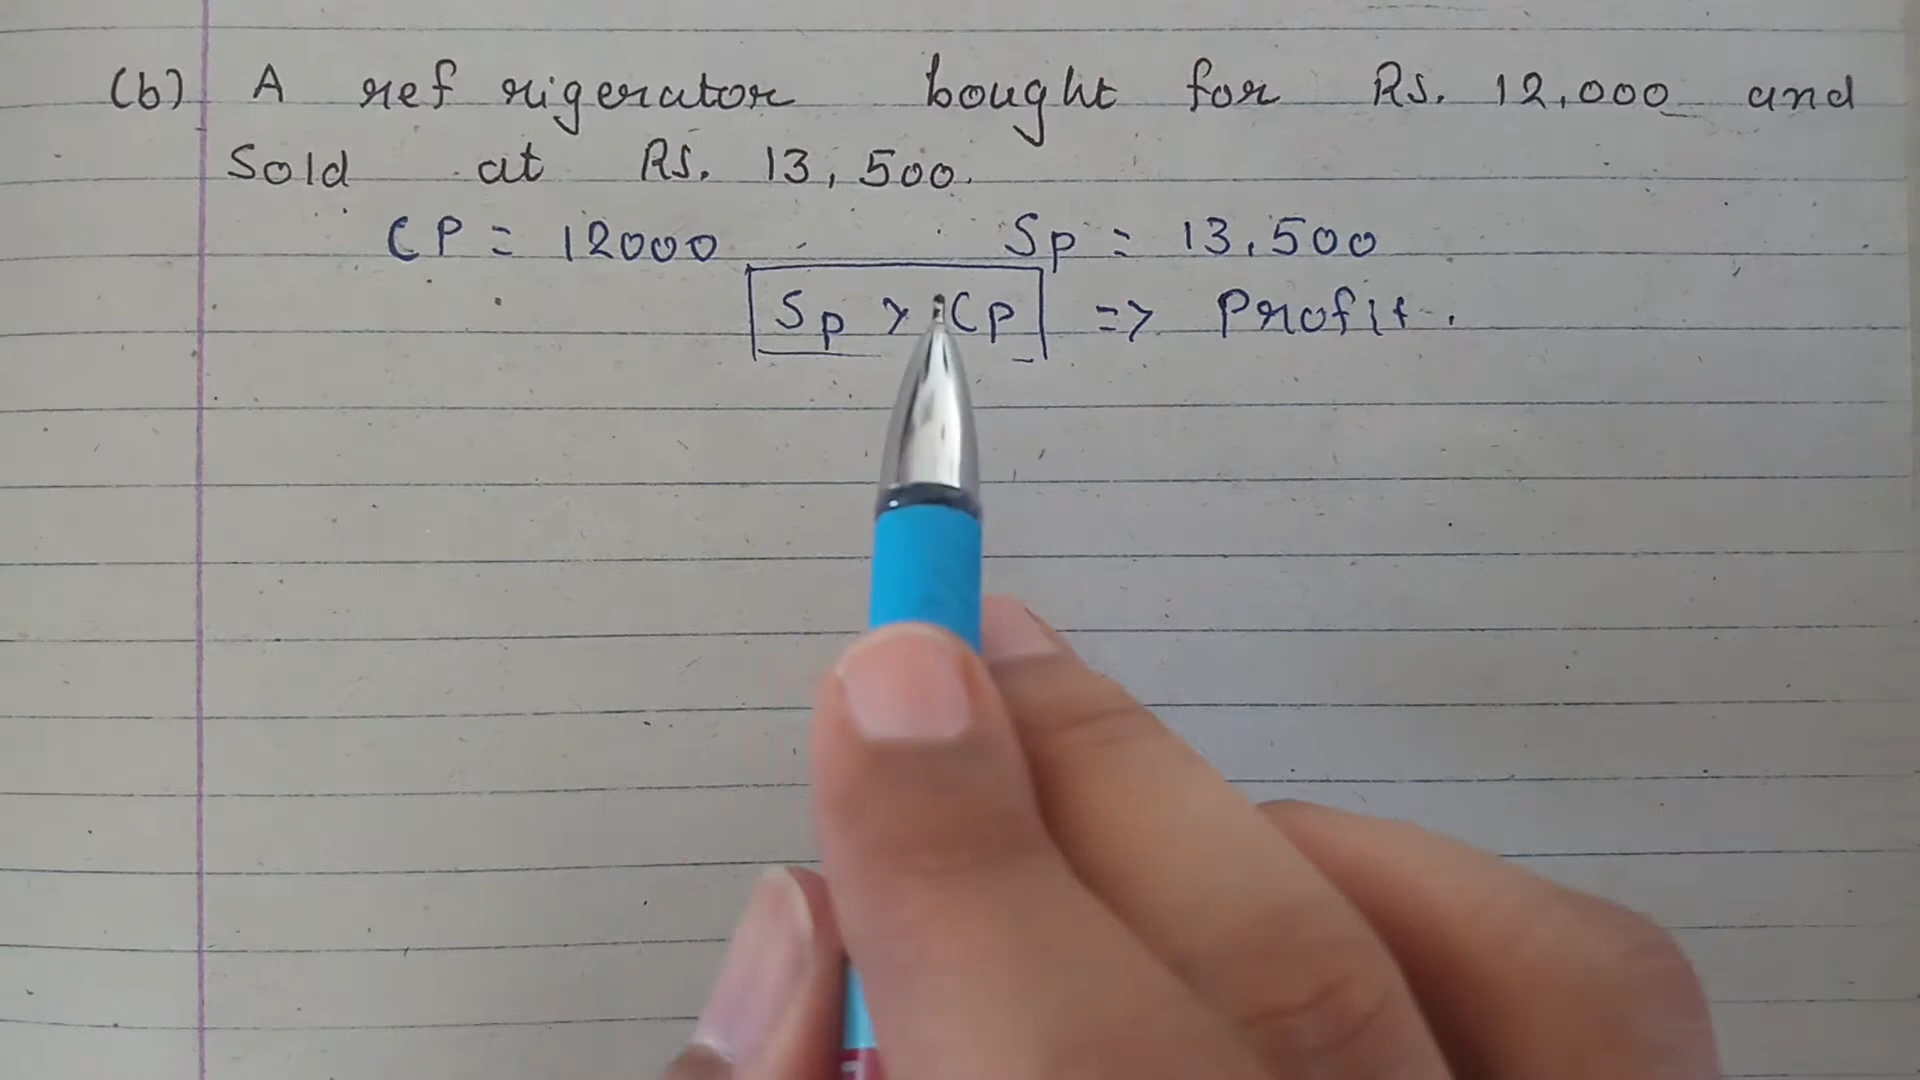 (b) A refrigerator bought for Rs. 12,000 and
Sold at Rs. 13,500.
CP = 12000 Sp = 13,500
Sp > Cp => Profit.